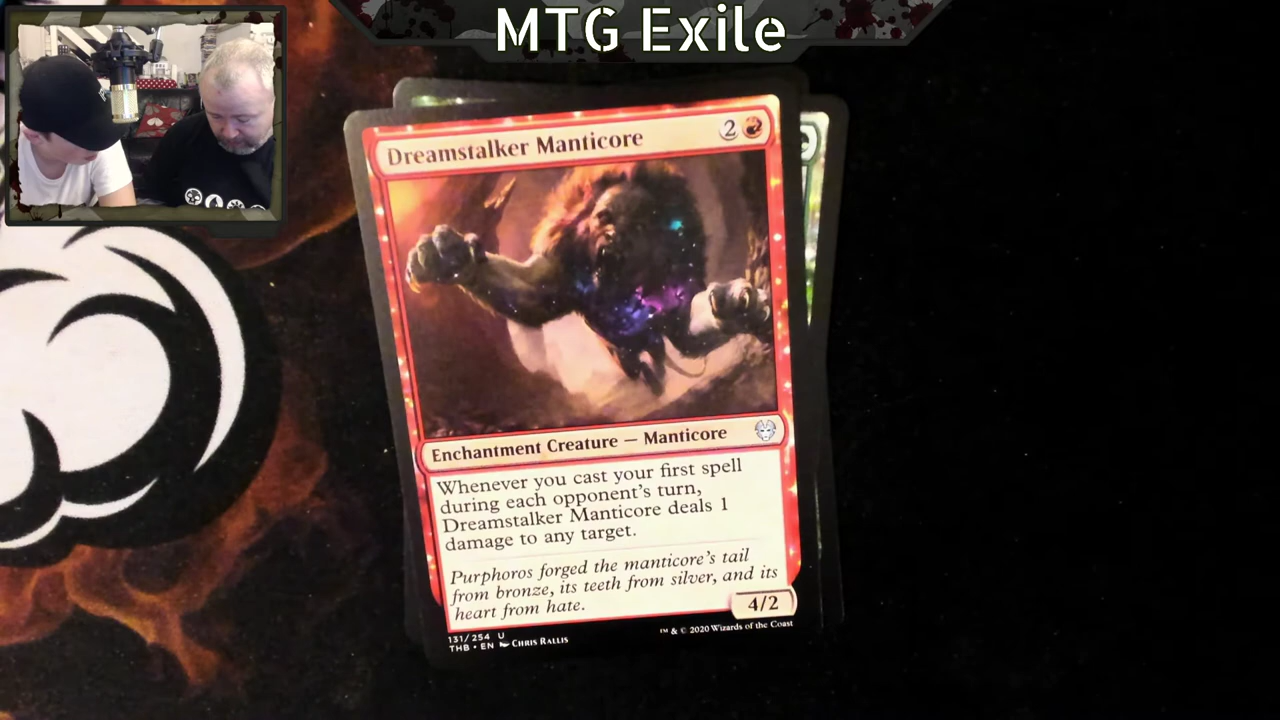 MTG Exile
Dreamstalker Manticore
2
Enchantment Creature — Manticore
Whenever you cast your first spell
during each opponent's turn,
Dreamstalker Manticore deals 1
damage to any target.
Purphoros forged the manticore's tail
from bronze, its teeth from silver, and its
heart from hate.
4/2
131/254 U
THB • EN Chris Rallis
™ & © 2020 Wizards of the Coast